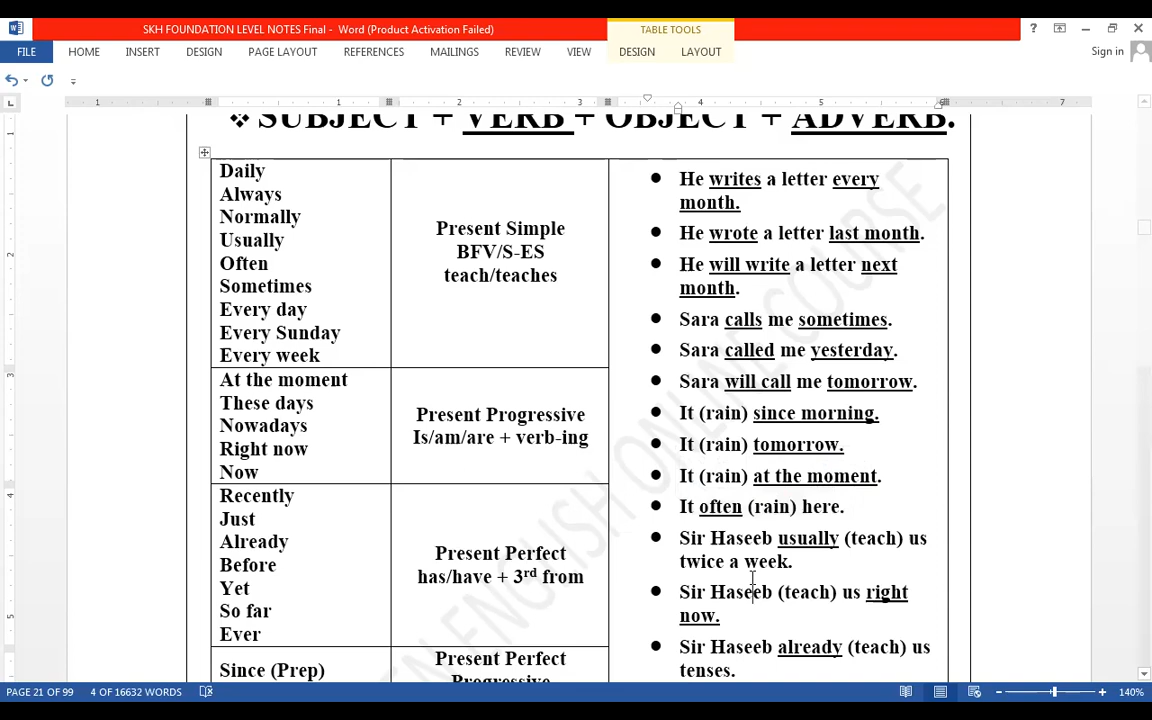 SKH FOUNDATION LEVEL NOTES Final - Word (Product Activation Failed)
TABLE TOOLS
FILE HOME INSERT DESIGN PAGE LAYOUT REFERENCES MAILINGS REVIEW VIEW DESIGN LAYOUT
Sign in
❖SUBJECT + VERB + OBJECT + ADVERB.
Daily
Always
Normally
Usually
Often
Sometimes
Every day
Every Sunday
Every week
Present Simple
BFV/S-ES
teach/teaches
At the moment
These days
Nowadays
Right now
Now
Present Progressive
Is/am/are + verb-ing
Recently
Just
Already
Before
Yet
So far
Ever
Present Perfect
has/have + 3rd from
Since (Prep)
Present Perfect
Progressive
● He writes a letter every
month.
● He wrote a letter last month.
● He will write a letter next
month.
● Sara calls me sometimes.
● Sara called me yesterday.
● Sara will call me tomorrow.
● It (rain) since morning.
● It (rain) tomorrow.
● It (rain) at the moment.
● It often (rain) here.
● Sir Haseeb usually (teach) us
twice a week.
● Sir Haseeb (teach) us right
now.
● Sir Haseeb already (teach) us
tenses.
ENGLISH ONLINE COURSE
PAGE 21 OF 99 4 OF 16632 WORDS
140%